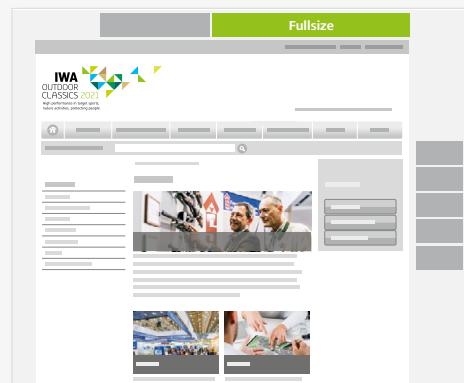 Fullsize
IWA
OUTDOOR
CLASSICS 2021
High performance in target sports,
nature activities, protecting people.